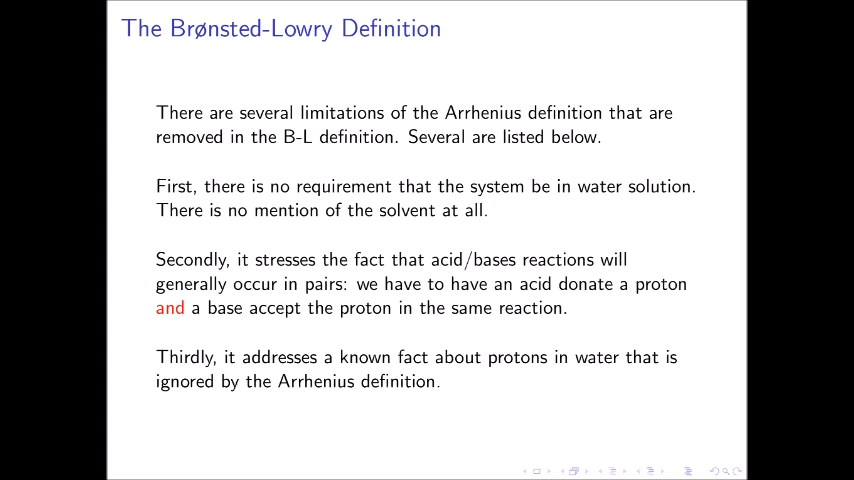 The Brønsted-Lowry Definition
There are several limitations of the Arrhenius definition that are
removed in the B-L definition. Several are listed below.
First, there is no requirement that the system be in water solution.
There is no mention of the solvent at all.
Secondly, it stresses the fact that acid/bases reactions will
generally occur in pairs: we have to have an acid donate a proton
and a base accept the proton in the same reaction.
Thirdly, it addresses a known fact about protons in water that is
ignored by the Arrhenius definition.